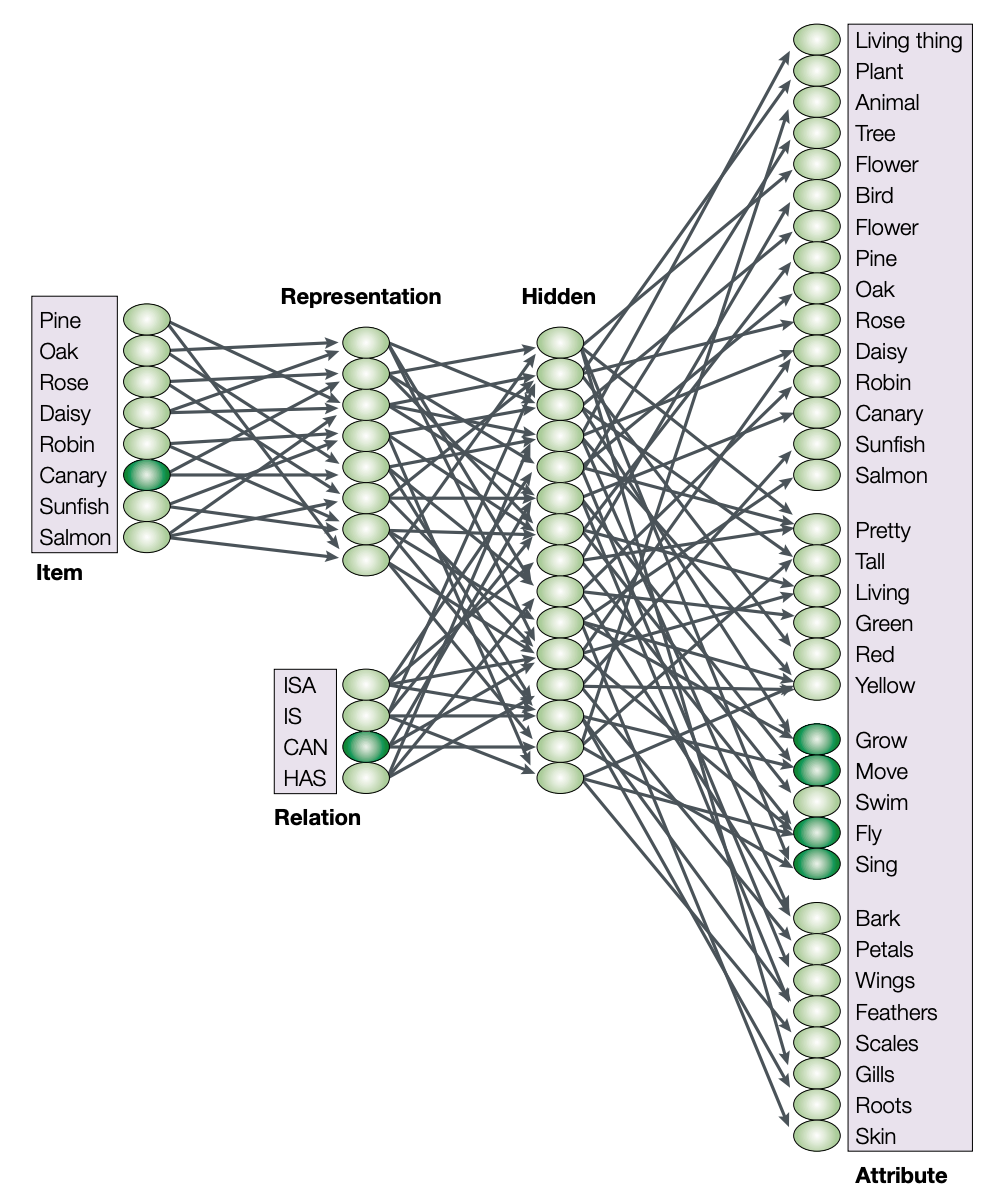 Representation
Hidden
Pine
Oak
Rose
Daisy
Robin
Canary
Sunfish
Salmon
Item
ISA
IS
CAN
HAS
Relation
Living thing
Plant
Animal
Tree
Flower
Bird
Flower
Pine
Oak
Rose
Daisy
Robin
Canary
Sunfish
Salmon
Pretty
Tall
Living
Green
Red
Yellow
Grow
Move
Swim
Fly
Sing
Bark
Petals
Wings
Feathers
Scales
Gills
Roots
Skin
Attribute